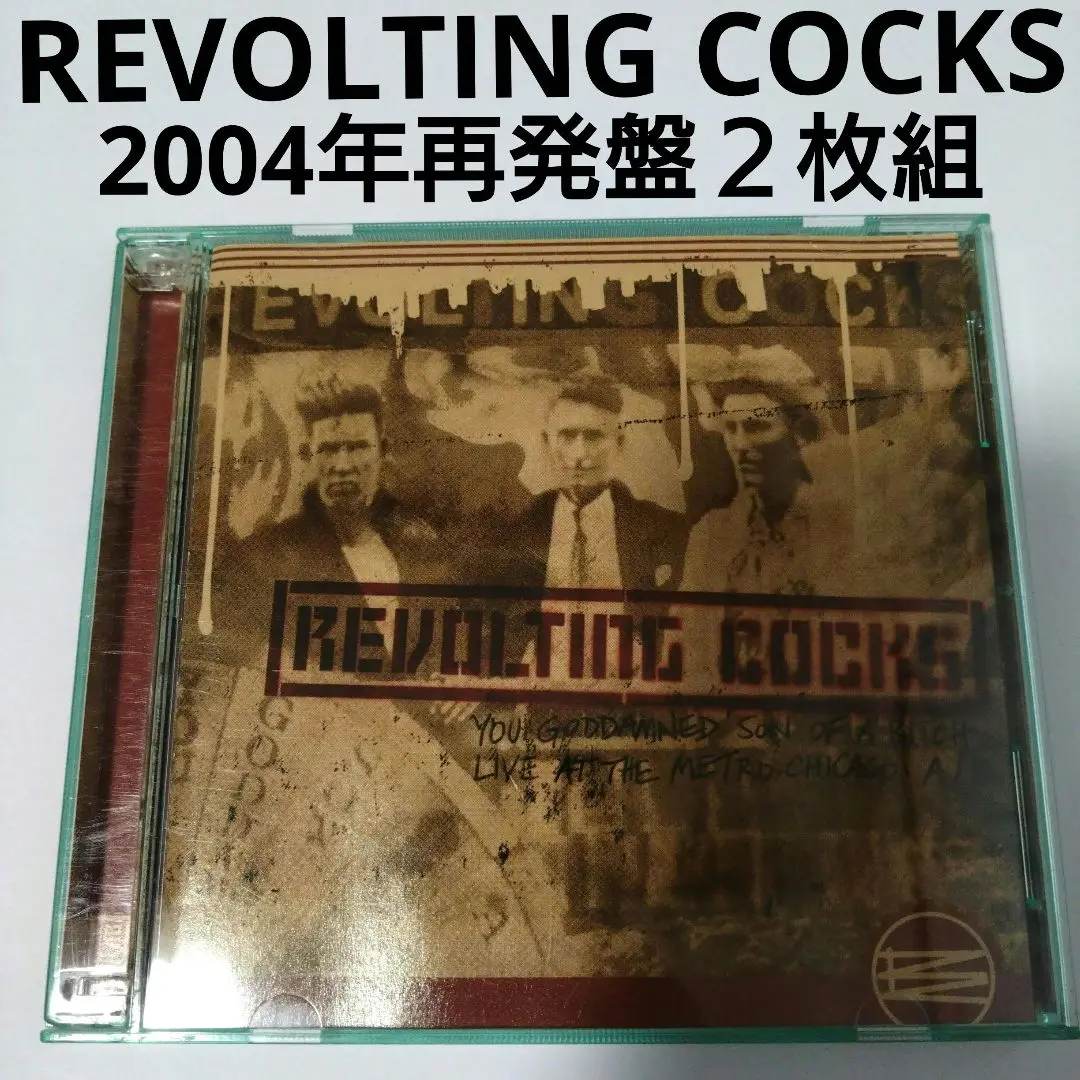 REVOLTING COCKS
2004年再発盤２枚組
REVOLTING COCKS
REVOLTING COCKS
YOU GODDAMNED SON OF A BITCH
LIVE AT THE METRO, CHICAGO